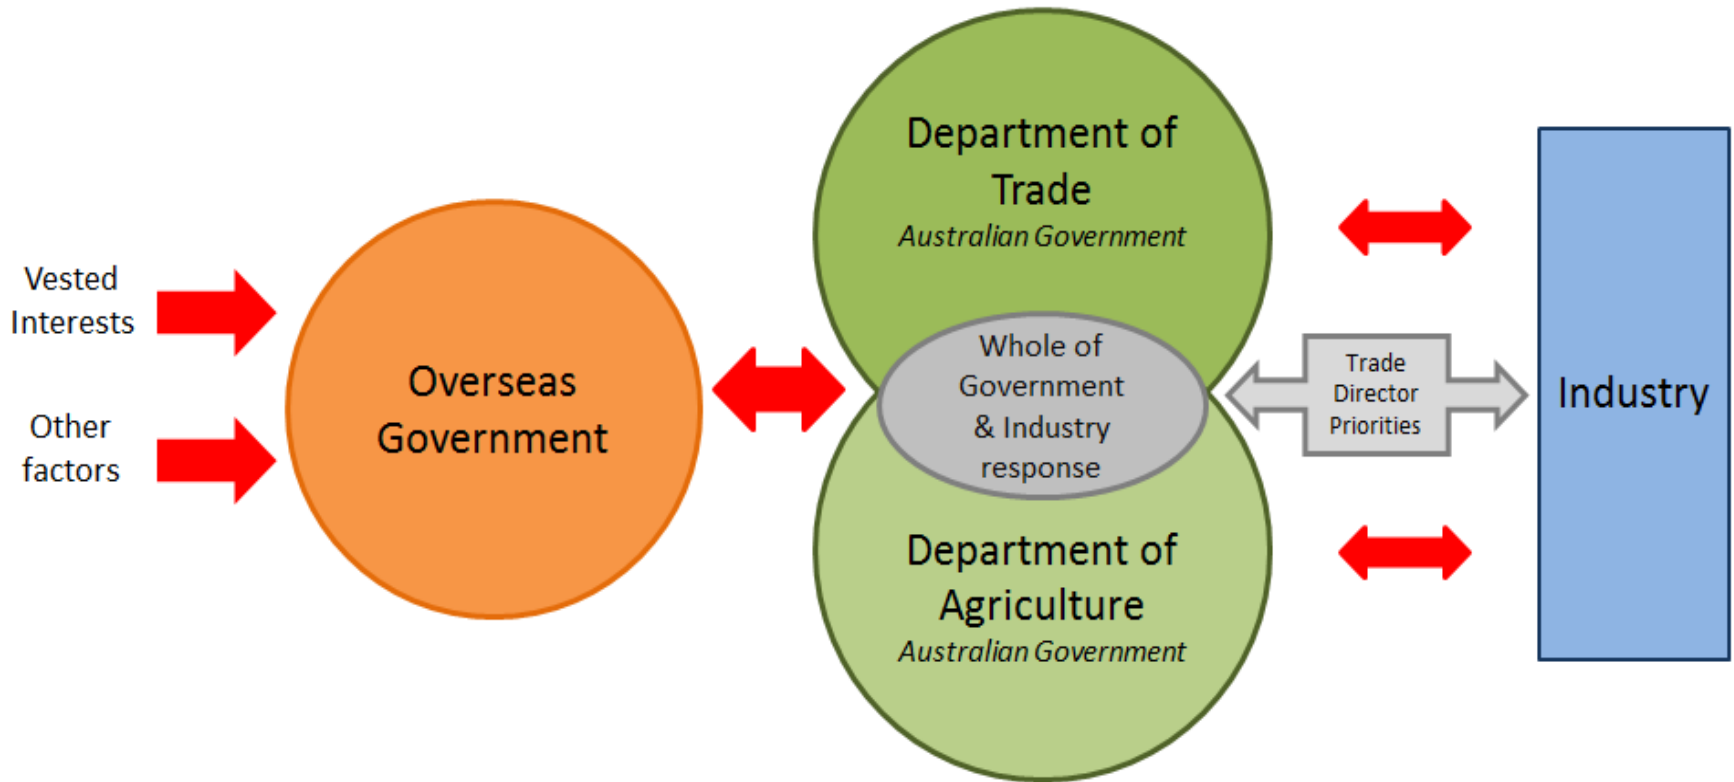 Vested
Interests
Other
factors
Overseas
Government
Department of
Trade
Australian Government
Whole of
Government
& Industry
response
Department of
Agriculture
Australian Government
Trade
Director
Priorities
Industry